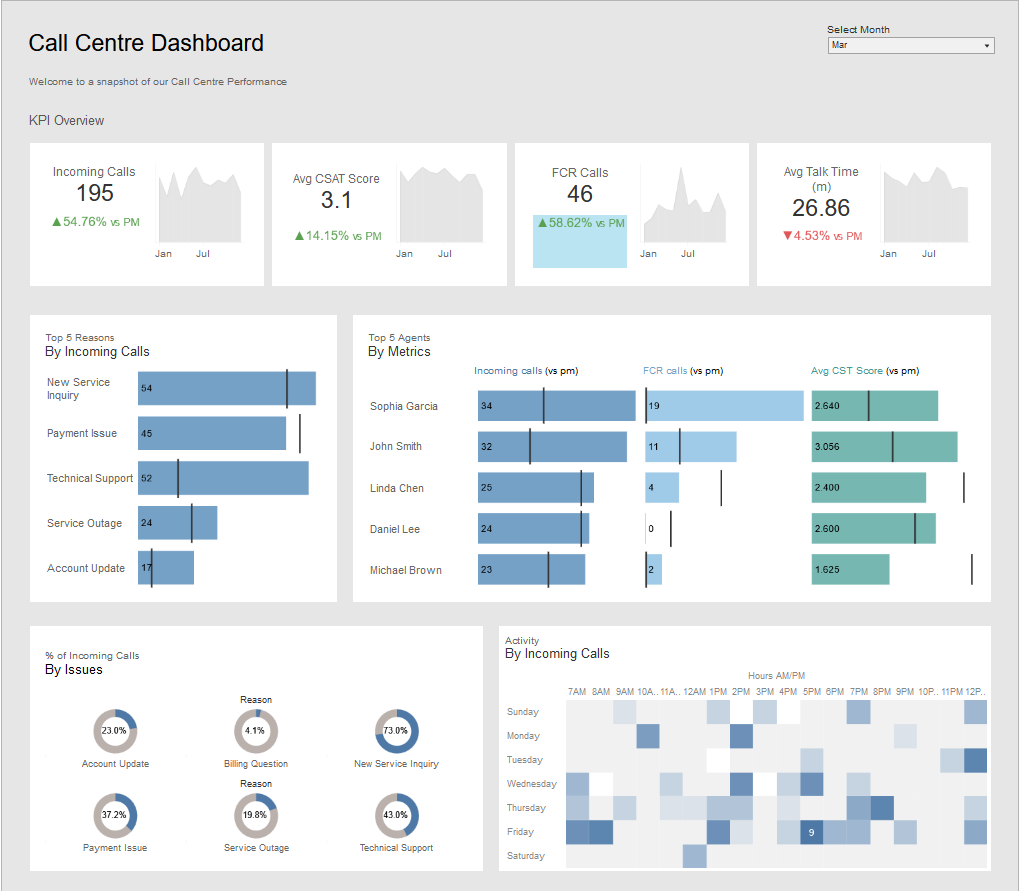 Call Centre Dashboard
Select Month
Mar
Welcome to a snapshot of our Call Centre Performance
KPI Overview
Incoming Calls
195
▲54.76% vs PM
Jan Jul
Avg CSAT Score
3.1
▲14.15% vs PM
Jan Jul
FCR Calls
46
▲58.62% vs PM
Jan Jul
Avg Talk Time
(m)
26.86
▼4.53% vs PM
Jan Jul
Top 5 Reasons
By Incoming Calls
New Service
Inquiry
54
Payment Issue 45
Technical Support 52
Service Outage 24
Account Update 17
Top 5 Agents
By Metrics
Incoming calls (vs pm) FCR calls (vs pm) Avg CST Score (vs pm)
Sophia Garcia 34 19 2.640
John Smith 32 11 3.056
Linda Chen 25 4 2.400
Daniel Lee 24 0 2.600
Michael Brown 23 2 1.625
% of Incoming Calls
By Issues
Reason
23.0% 4.1% 73.0%
Account Update Billing Question New Service Inquiry
Reason
37.2% 19.8% 43.0%
Payment Issue Service Outage Technical Support
Activity
By Incoming Calls
Hours AM/PM
7AM 8AM 9AM 10A.. 11A.. 12AM 1PM 2PM 3PM 4PM 5PM 6PM 7PM 8PM 9PM 10P.. 11PM 12P..
Sunday
Monday
Tuesday
Wednesday
Thursday
Friday 9
Saturday